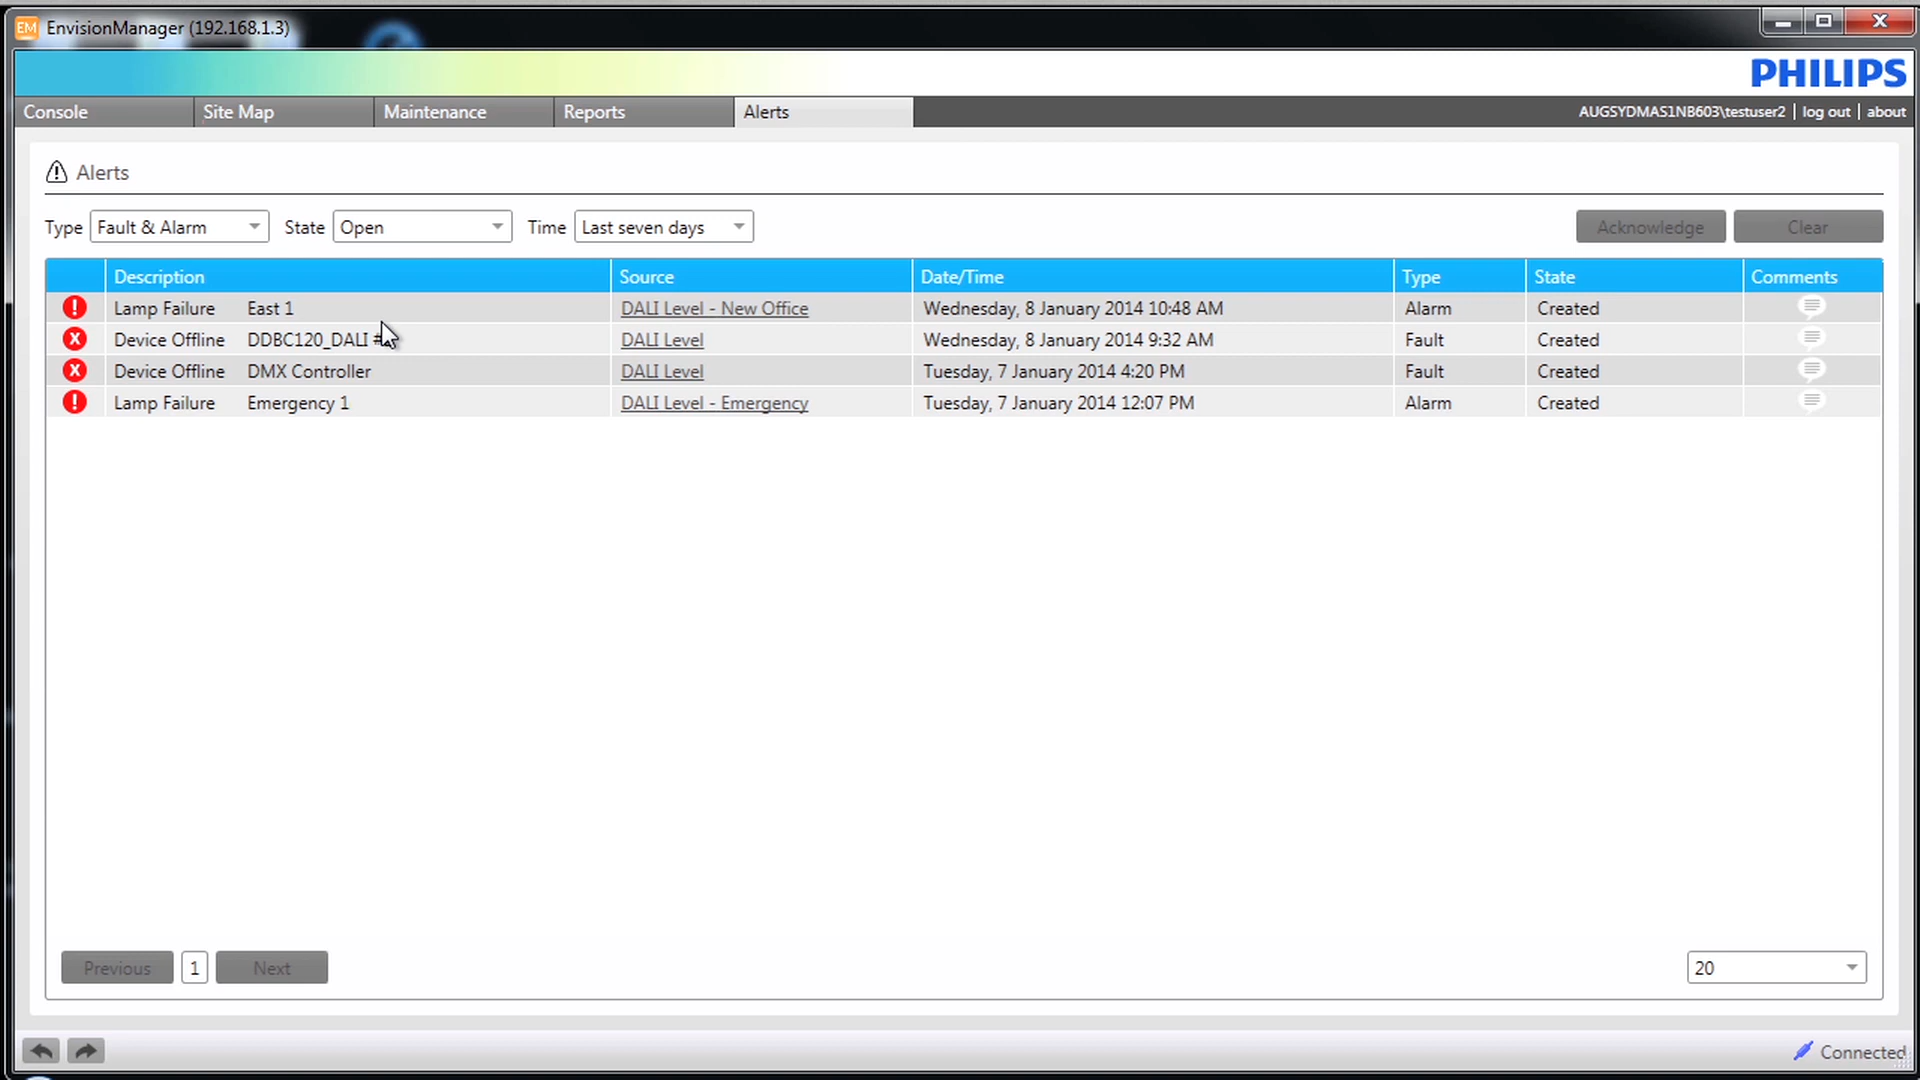 EM EnvisionManager (192.168.1.3)
PHILIPS
Console Site Map Maintenance Reports Alerts AUGSYDMAS1NB603\testuser2 | log out | about
Alerts
Type Fault & Alarm State Open Time Last seven days Acknowledge Clear
Description Source Date/Time Type State Comments
Lamp Failure East 1 DALI Level - New Office Wednesday, 8 January 2014 10:48 AM Alarm Created
Device Offline DDBC120_DALI DALI Level Wednesday, 8 January 2014 9:32 AM Fault Created
Device Offline DMX Controller DALI Level Tuesday, 7 January 2014 4:20 PM Fault Created
Lamp Failure Emergency 1 DALI Level - Emergency Tuesday, 7 January 2014 12:07 PM Alarm Created
Previous 1 Next 20
Connected